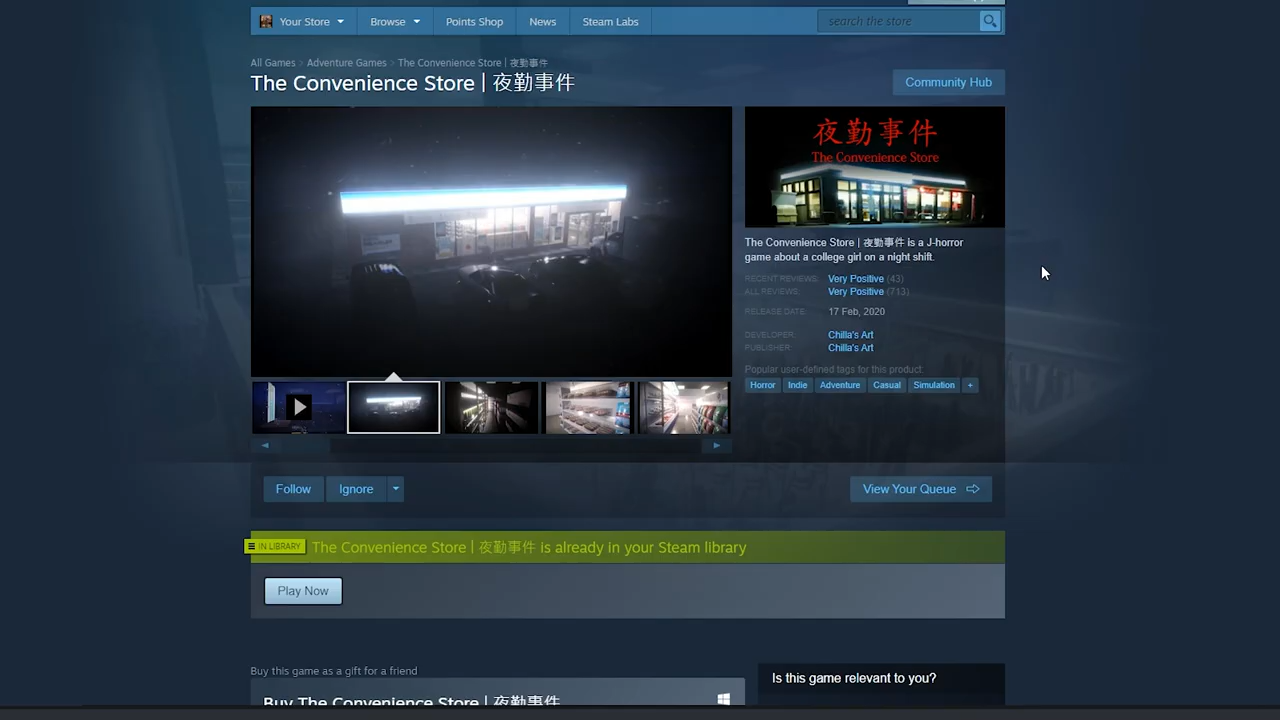 Your Store
Browse
Points Shop
News
Steam Labs
search the store
All Games > Adventure Games > The Convenience Store | 夜勤事件
The Convenience Store | 夜勤事件
Community Hub
夜勤事件
The Convenience Store
The Convenience Store | 夜勤事件 is a J-horror
game about a college girl on a night shift.
RECENT REVIEWS: Very Positive (43)
ALL REVIEWS: Very Positive (713)
RELEASE DATE: 17 Feb, 2020
DEVELOPER: Chilla's Art
PUBLISHER: Chilla's Art
Popular user-defined tags for this product:
Horror Indie Adventure Casual Simulation +
Follow
Ignore
View Your Queue
IN LIBRARY
The Convenience Store | 夜勤事件 is already in your Steam library
Play Now
Buy this game as a gift for a friend
Buy The Convenience Store | 夜勤事件
Is this game relevant to you?